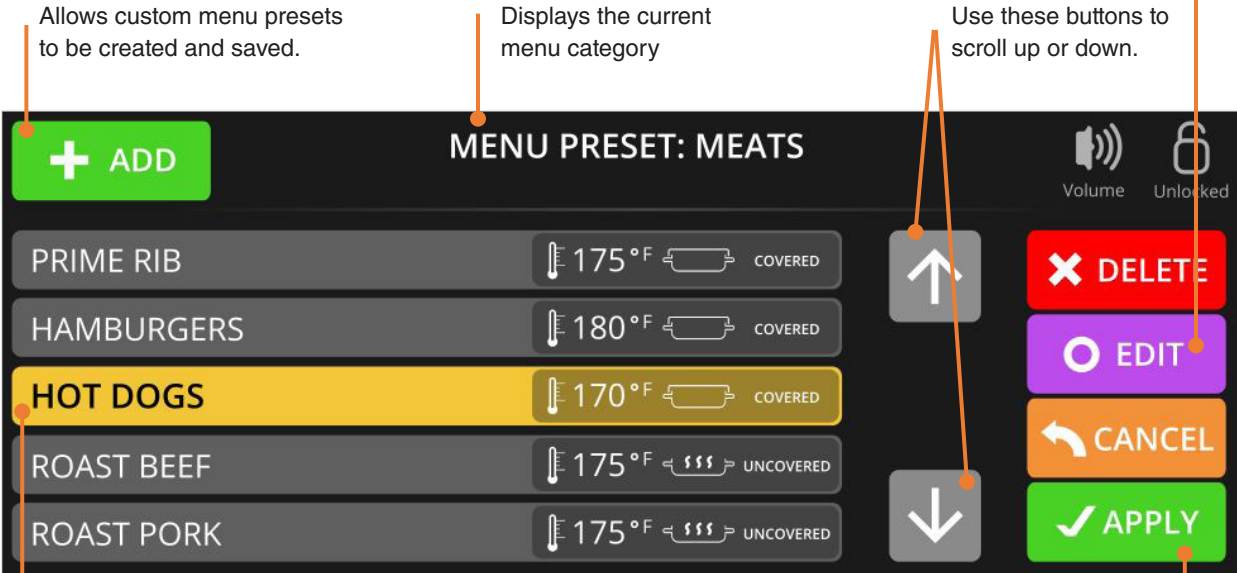 Allows custom menu presets
to be created and saved.
Displays the current
menu category
Use these buttons to
scroll up or down.
ADD
MENU PRESET: MEATS
Volume
Unlocked
PRIME RIB 175°F COVERED
HAMBURGERS 180°F COVERED
HOT DOGS 170°F COVERED
ROAST BEEF 175°F UNCOVERED
ROAST PORK 175°F UNCOVERED
DELETE
EDIT
CANCEL
APPLY